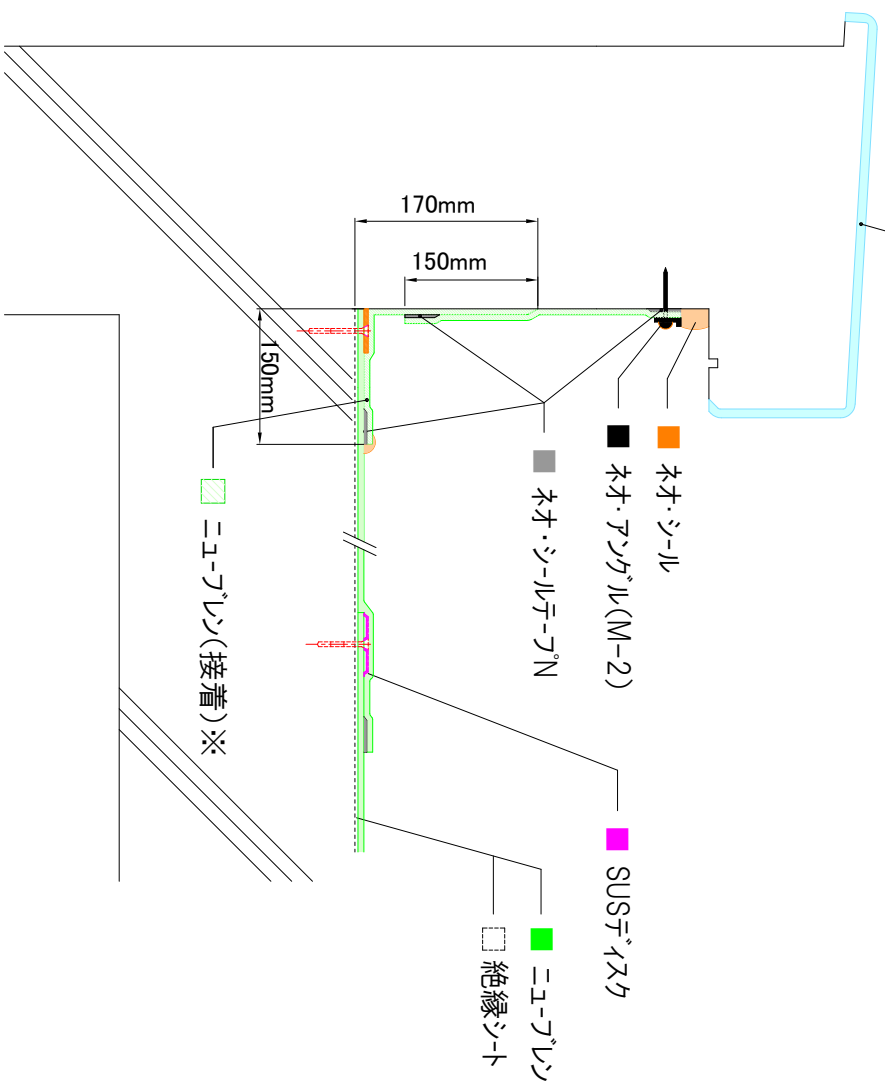 170mm
150mm
150mm
ネオ・シール
ネオ・アングル(M-2)
ネオ・シールテープN
ニューブレン(接着)※
SUSディスク
ニューブレン
絶縁シート